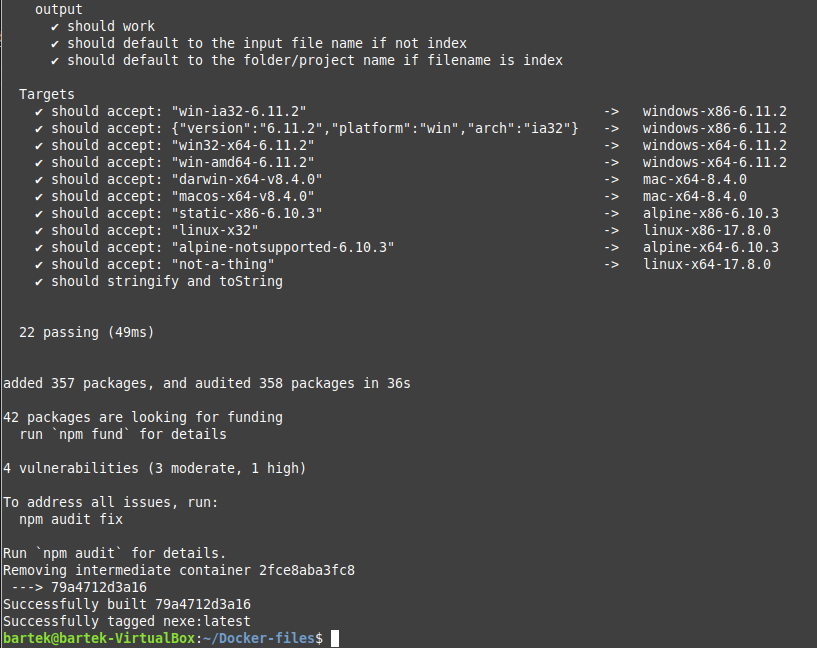 output
✔ should work
✔ should default to the input file name if not index
✔ should default to the folder/project name if filename is index
Targets
✔ should accept: "win-ia32-6.11.2" -> windows-x86-6.11.2
✔ should accept: {"version":"6.11.2","platform":"win","arch":"ia32"} -> windows-x86-6.11.2
✔ should accept: "win32-x64-6.11.2" -> windows-x64-6.11.2
✔ should accept: "win-amd64-6.11.2" -> windows-x64-6.11.2
✔ should accept: "darwin-x64-v8.4.0" -> mac-x64-8.4.0
✔ should accept: "macos-x64-v8.4.0" -> mac-x64-8.4.0
✔ should accept: "static-x86-6.10.3" -> alpine-x86-6.10.3
✔ should accept: "linux-x32" -> linux-x86-17.8.0
✔ should accept: "alpine-notsupported-6.10.3" -> alpine-x64-6.10.3
✔ should accept: "not-a-thing" -> linux-x64-17.8.0
✔ should stringify and toString
22 passing (49ms)
added 357 packages, and audited 358 packages in 36s
42 packages are looking for funding
run `npm fund` for details
4 vulnerabilities (3 moderate, 1 high)
To address all issues, run:
npm audit fix
Run `npm audit` for details.
Removing intermediate container 2fce8aba3fc8
---> 79a4712d3a16
Successfully built 79a4712d3a16
Successfully tagged nexe:latest
bartek@bartek-VirtualBox:~/Docker-files$